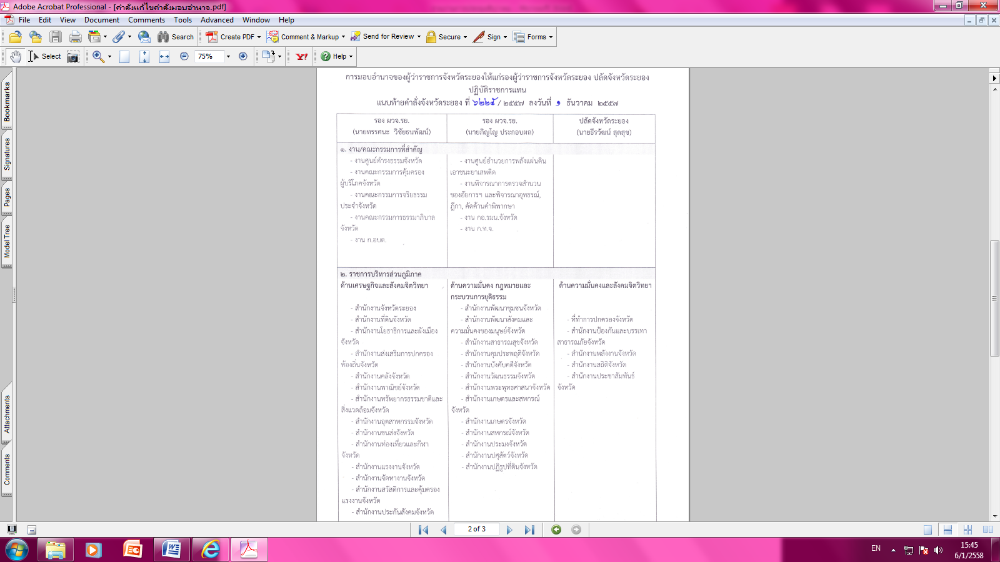 Adobe Acrobat Professional - [คำสั่งแก้ไขคำสั่งมอบอำนาจ.pdf]
File Edit View Document Comments Tools Advanced Window Help
Search Create PDF Comment & Markup Send for Review Secure Sign Forms
Select 75% Y! Help
Bookmarks
Signatures
Pages
Model Tree
Attachments
Comments
การมอบอำนาจของผู้ว่าราชการจังหวัดระยองให้แก่รองผู้ว่าราชการจังหวัดระยอง ปลัดจังหวัดระยอง
ปฏิบัติราชการแทน
แนบท้ายคำสั่งจังหวัดระยอง ที่ ๖๒๒๕ / ๒๕๕๗ ลงวันที่ ๑ ธันวาคม ๒๕๕๗
รอง ผวจ.รย.
(นายทรรศนะ วิชัยธนพัฒน์)
รอง ผวจ.รย.
(นายภิญโญ ประกอบผล)
ปลัดจังหวัดระยอง
(นายธีรวัฒน์ สุดสุข)
๑. งาน/คณะกรรมการที่สำคัญ
- งานศูนย์ดำรงธรรมจังหวัด
- งานคณะกรรมการคุ้มครอง
ผู้บริโภคจังหวัด
- งานคณะกรรมการจริยธรรม
ประจำจังหวัด
- งานคณะกรรมการธรรมาภิบาล
จังหวัด
- งาน ก.อบต.
- งานศูนย์อำนวยการพลังแผ่นดิน
เอาชนะยาเสพติด
- งานพิจารณาการตรวจสำนวน
ของอัยการฯ และพิจารณาอุทธรณ์,
ฎีกา, คัดค้านคำพิพากษา
- งาน กอ.รมน.จังหวัด
- งาน ก.ท.จ.
๒. ราชการบริหารส่วนภูมิภาค
ด้านเศรษฐกิจและสังคมจิตวิทยา
- สำนักงานจังหวัดระยอง
- สำนักงานที่ดินจังหวัด
- สำนักงานโยธาธิการและผังเมือง
จังหวัด
- สำนักงานส่งเสริมการปกครอง
ท้องถิ่นจังหวัด
- สำนักงานคลังจังหวัด
- สำนักงานพาณิชย์จังหวัด
- สำนักงานทรัพยากรธรรมชาติและ
สิ่งแวดล้อมจังหวัด
- สำนักงานอุตสาหกรรมจังหวัด
- สำนักงานขนส่งจังหวัด
- สำนักงานท่องเที่ยวและกีฬา
จังหวัด
- สำนักงานแรงงานจังหวัด
- สำนักงานจัดหางานจังหวัด
- สำนักงานสวัสดิการและคุ้มครอง
แรงงานจังหวัด
- สำนักงานประกันสังคมจังหวัด
ด้านความมั่นคง กฎหมายและ
กระบวนการยุติธรรม
- สำนักงานพัฒนาชุมชนจังหวัด
- สำนักงานพัฒนาสังคมและ
ความมั่นคงของมนุษย์จังหวัด
- สำนักงานสาธารณสุขจังหวัด
- สำนักงานคุมประพฤติจังหวัด
- สำนักงานบังคับคดีจังหวัด
- สำนักงานวัฒนธรรมจังหวัด
- สำนักงานพระพุทธศาสนาจังหวัด
- สำนักงานเกษตรและสหกรณ์
จังหวัด
- สำนักงานเกษตรจังหวัด
- สำนักงานสหกรณ์จังหวัด
- สำนักงานประมงจังหวัด
- สำนักงานปศุสัตว์จังหวัด
- สำนักงานปฏิรูปที่ดินจังหวัด
ด้านความมั่นคงและสังคมจิตวิทยา
- ที่ทำการปกครองจังหวัด
- สำนักงานป้องกันและบรรเทา
สาธารณภัยจังหวัด
- สำนักงานพลังงานจังหวัด
- สำนักงานสถิติจังหวัด
- สำนักงานประชาสัมพันธ์
จังหวัด
2 of 3
EN
15:45
6/1/2558